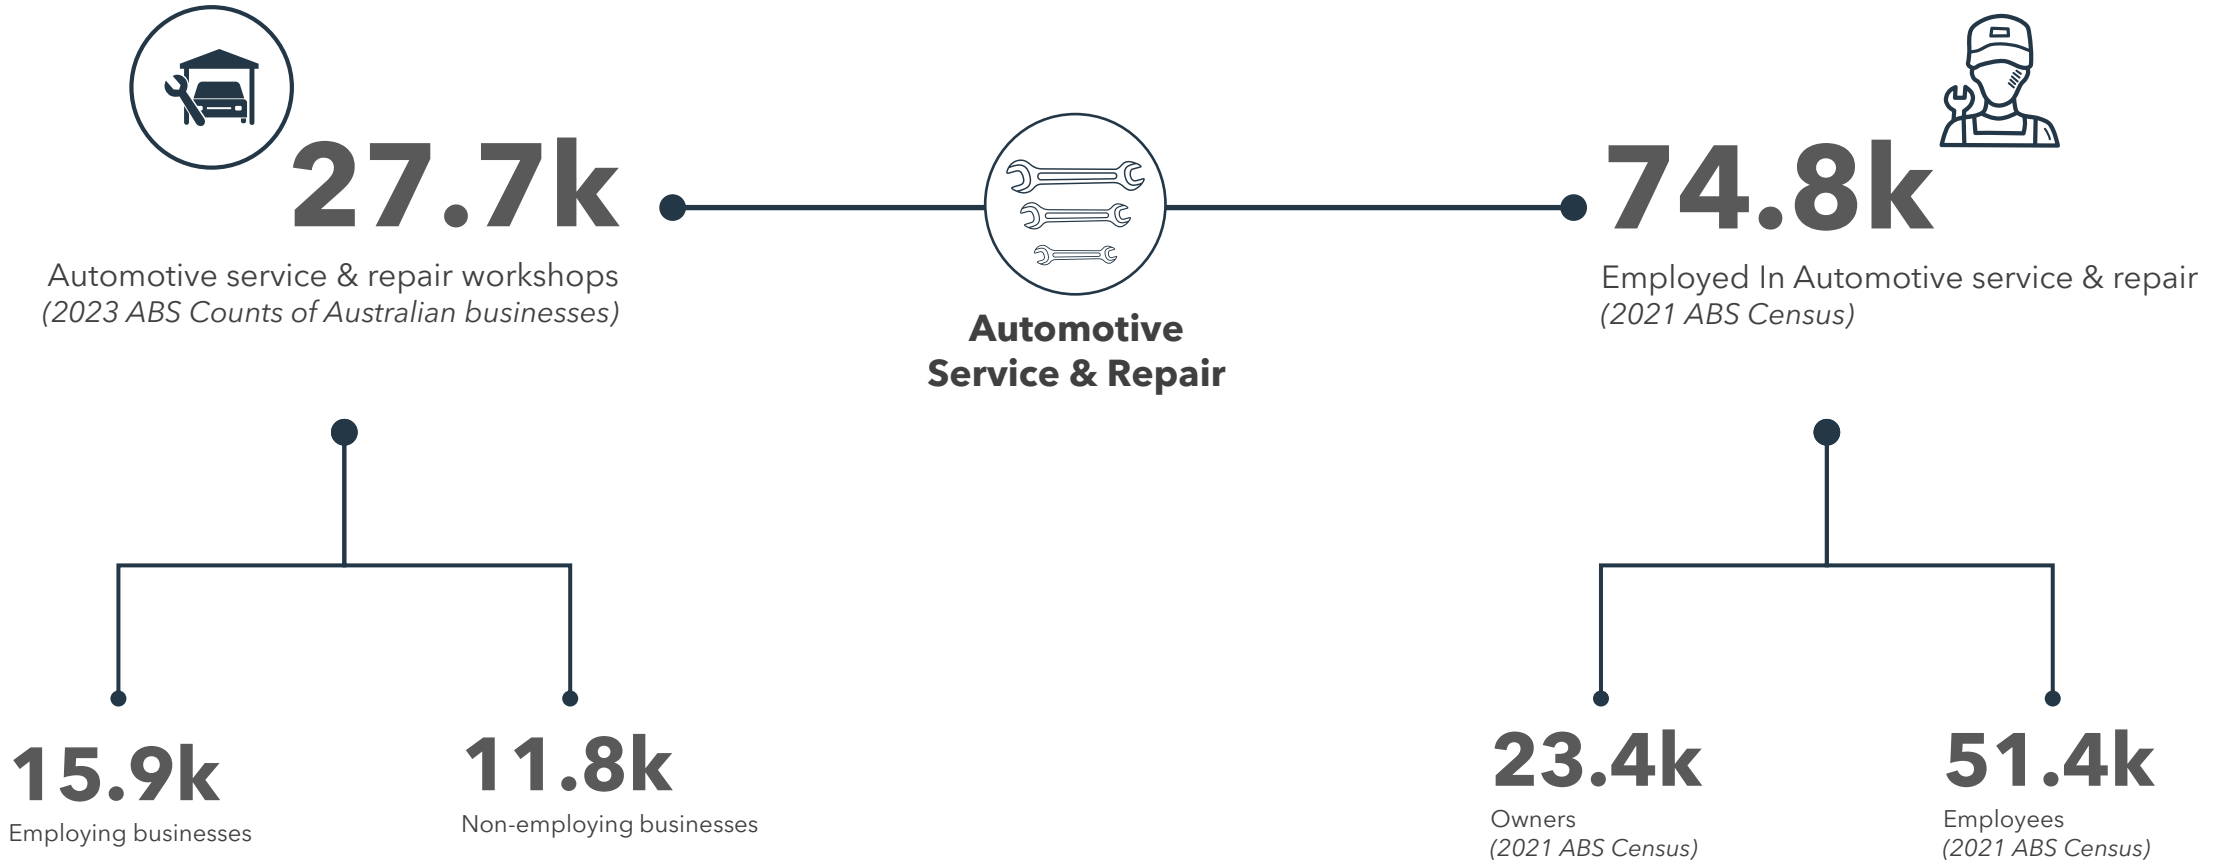 27.7k
Automotive service & repair workshops
(2023 ABS Counts of Australian businesses)
Automotive
Service & Repair
74.8k
Employed In Automotive service & repair
(2021 ABS Census)
15.9k
Employing businesses
11.8k
Non-employing businesses
23.4k
Owners
(2021 ABS Census)
51.4k
Employees
(2021 ABS Census)